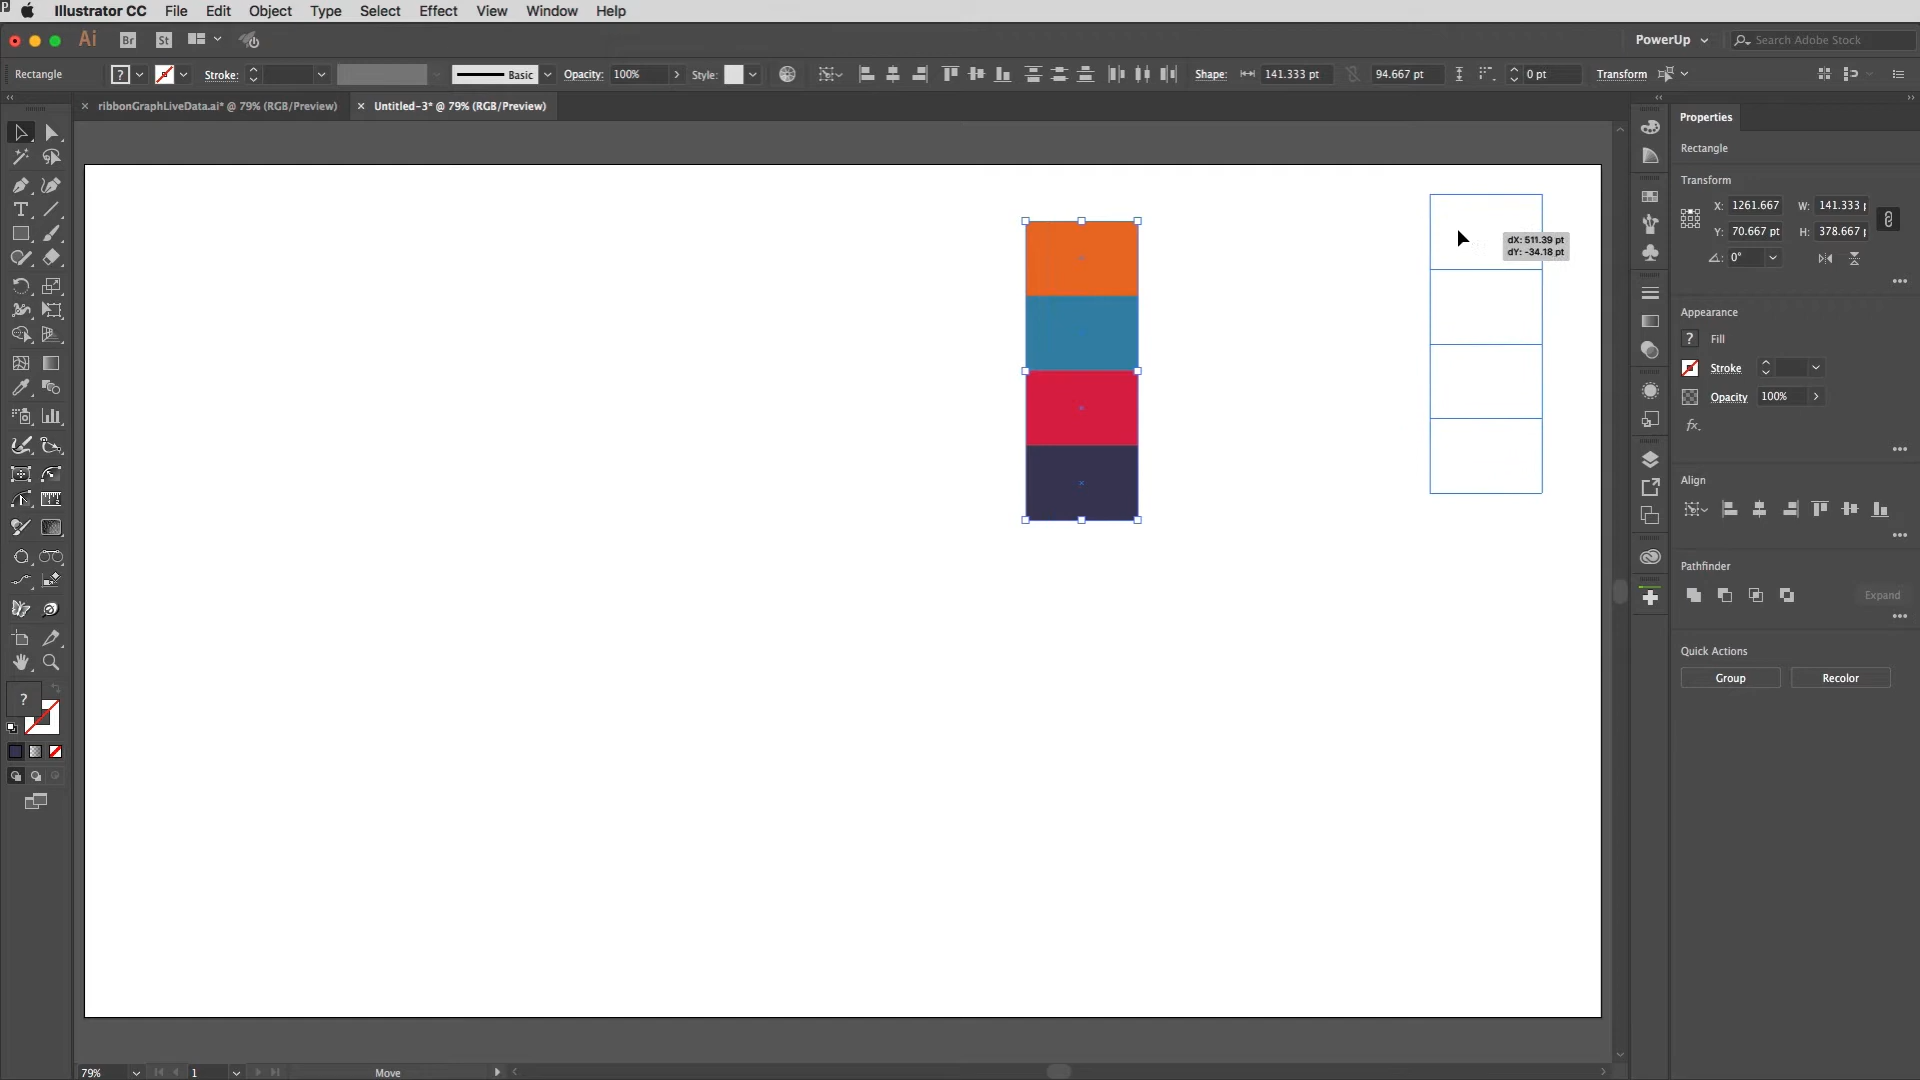 Illustrator CC File Edit Object Type Select Effect View Window Help
Ai Br St PowerUp Search Adobe Stock
Rectangle ? Stroke: Basic Opacity: 100% Style: Shape: 141.333 pt 94.667 pt 0 pt Transform
× ribbonGraphLiveData.ai* @ 79% (RGB/Preview) × Untitled-3* @ 79% (RGB/Preview)
Properties
Rectangle
Transform
X: 1261.667 W: 141.333
Y: 70.667 pt H: 378.667
0°
dX: 511.39 pt
dY: -34.18 pt
Appearance
? Fill
Stroke
Opacity 100%
fx.
Align
Pathfinder
Expand
Quick Actions
Group Recolor
T
?
79% 1 Move